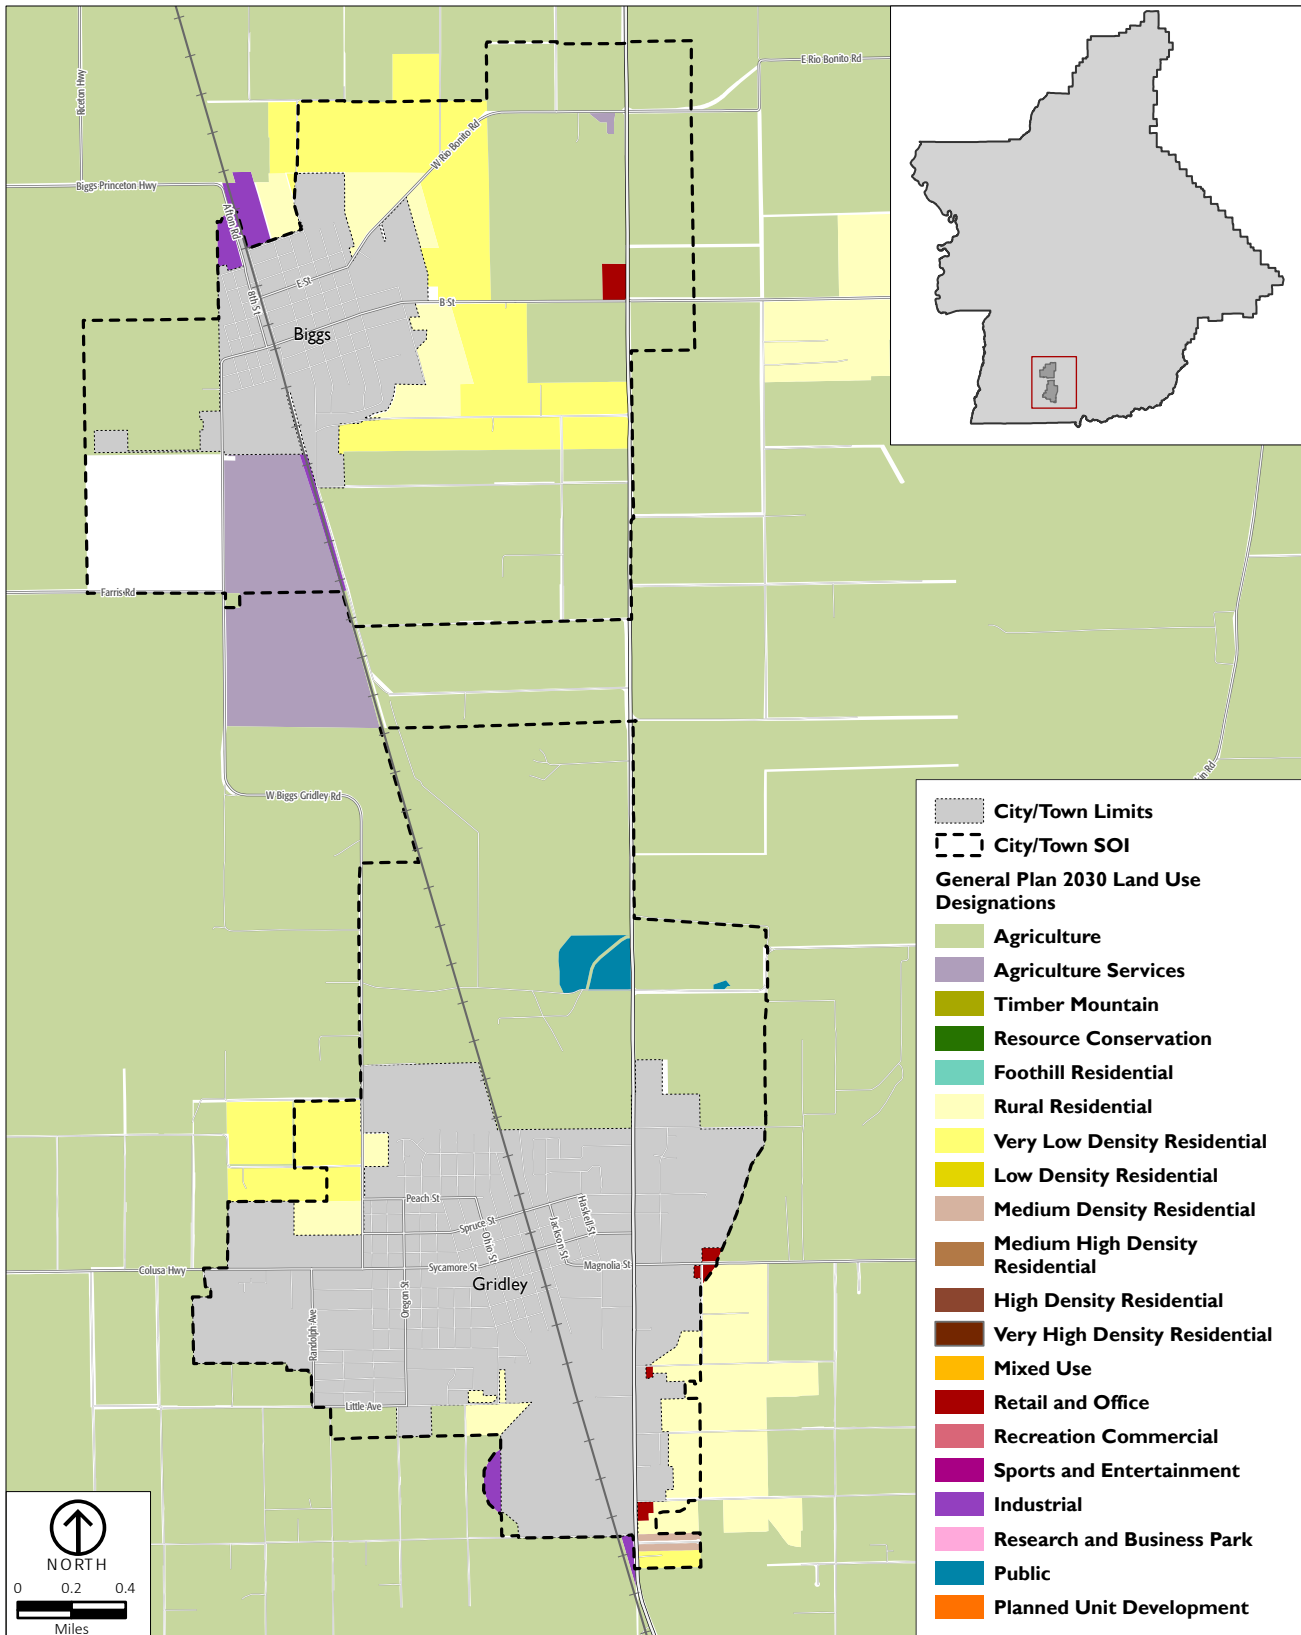 E Rio Bonito Rd
Riceton Hwy
W Rio Bonito Rd
Biggs Princeton Hwy
Afton Rd
E St
8th St
B St
Biggs
Farris Rd
W Biggs Gridley Rd
Peach St
Spruce St
Ohio St
Haskell St
Jackson St
Sycamore St
Magnolia St
Colusa Hwy
Gridley
Oregon St
Randolph Ave
Little Ave
in Rd
City/Town Limits
City/Town SOI
General Plan 2030 Land Use
Designations
Agriculture
Agriculture Services
Timber Mountain
Resource Conservation
Foothill Residential
Rural Residential
Very Low Density Residential
Low Density Residential
Medium Density Residential
Medium High Density
Residential
High Density Residential
Very High Density Residential
Mixed Use
Retail and Office
Recreation Commercial
Sports and Entertainment
Industrial
Research and Business Park
Public
Planned Unit Development
NORTH
0 0.2 0.4
Miles